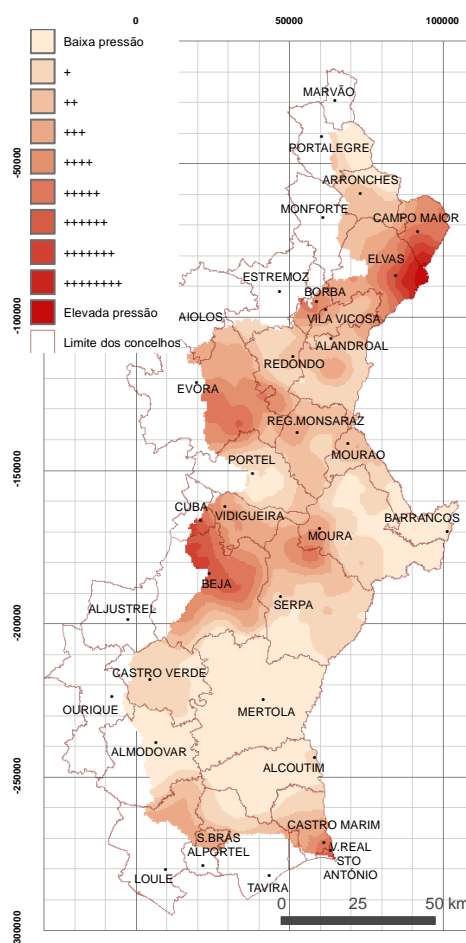 0 50000 100000
Baixa pressão
+
++
+++
++++
+++++
++++++
+++++++
++++++++
Elevada pressão
Limite dos concelhos
-50000
-100000
-150000
-200000
-250000
300000
MARVÃO
PORTALEGRE
ARRONCHES
MONFORTE
CAMPO MAIOR
ELVAS
ESTREMOZ
BORBA
AIOLOS
VILA VIÇOSA
ALANDROAL
REDONDO
EVORA
REG.MONSARAZ
MOURAO
PORTEL
CUBA
VIDIGUEIRA
BARRANCOS
MOURA
BEJA
SERPA
ALJUSTREL
CASTRO VERDE
OURIQUE
MERTOLA
ALMODOVAR
ALCOUTIM
CASTRO MARIM
S.BRAS
ALPORTEL
V.REAL
STO
ANTÓNIO
LOULE
TAVIRA
0 25 50 km